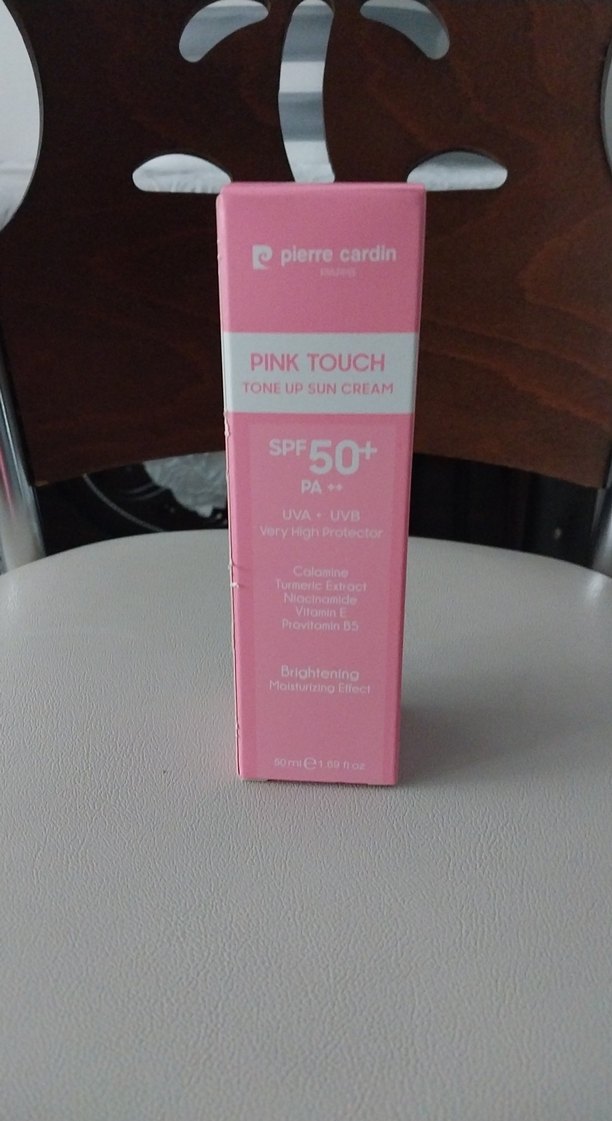 pierre cardin
PARIS
PINK TOUCH
TONE UP SUN CREAM
SPF 50+
PA ++
UVA • UVB
Very High Protector
Calamine
Turmeric Extract
Niacinamide
Vitamin E
Provitamin B5
Brightening
Moisturizing Effect
50 ml ℮ 1.69 fl oz